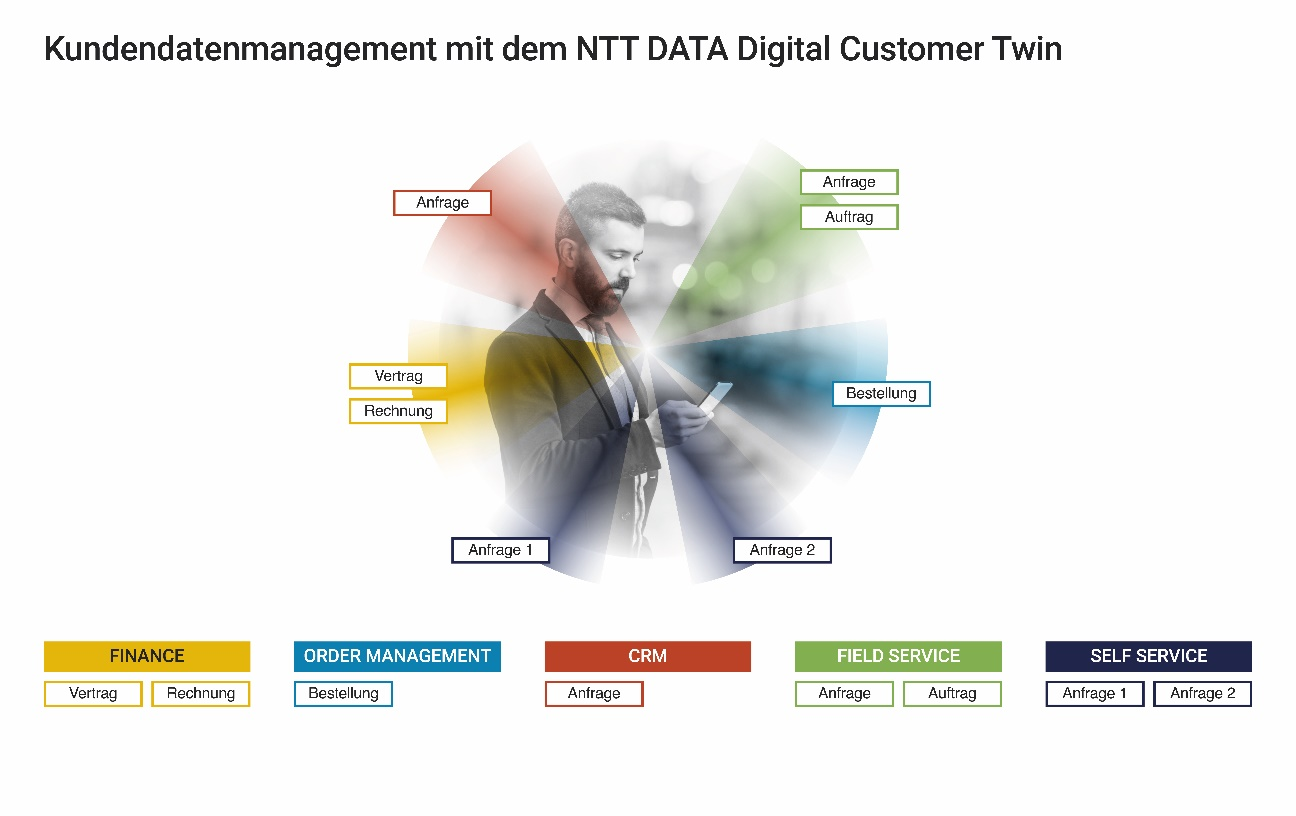 Kundendatenmanagement mit dem NTT DATA Digital Customer Twin
Anfrage
Anfrage
Auftrag
Vertrag
Rechnung
Bestellung
Anfrage 1
Anfrage 2
FINANCE
Vertrag Rechnung
ORDER MANAGEMENT
Bestellung
CRM
Anfrage
FIELD SERVICE
Anfrage Auftrag
SELF SERVICE
Anfrage 1 Anfrage 2